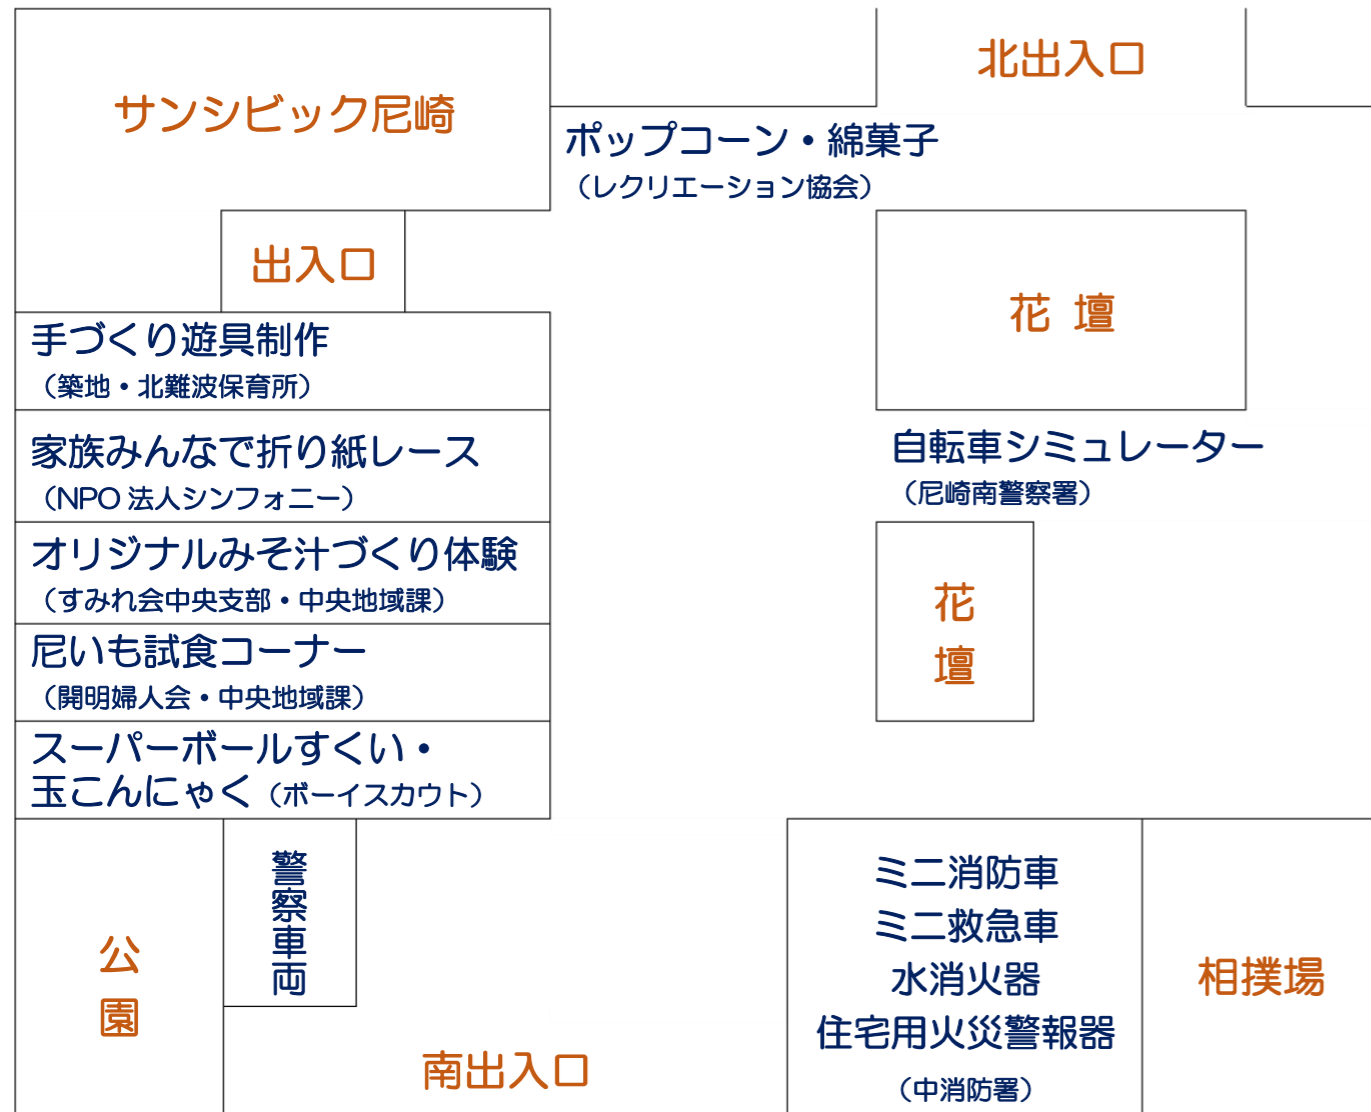 サンシビック尼崎
北出入口
ポップコーン・綿菓子
（レクリエーション協会）
出入口
花 壇
手づくり遊具制作
（築地・北難波保育所）
家族みんなで折り紙レース
（NPO 法人シンフォニー）
自転車シミュレーター
（尼崎南警察署）
オリジナルみそ汁づくり体験
（すみれ会中央支部・中央地域課）
花壇
尼いも試食コーナー
（開明婦人会・中央地域課）
スーパーボールすくい・
玉こんにゃく（ボーイスカウト）
公園
警察車両
南出入口
ミニ消防車
ミニ救急車
水消火器
住宅用火災警報器
（中消防署）
相撲場